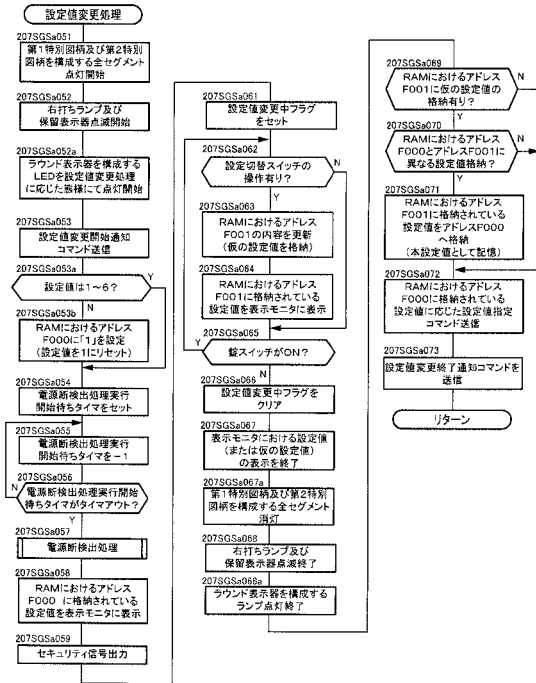 設定値変更処理
207SGSa051
第1特別図柄及び第2特別
図柄を構成する全セグメント
点灯開始
207SGSa052
右打ちランプ及び
保留表示器点滅開始
207SGSa052a
ラウンド表示器を構成する
LEDを設定値変更処理
に応じた態様にて点灯開始
207SGSa053
設定値変更開始通知
コマンド送信
207SGSa053a
設定値は1～6?
Y
N
207SGSa053b
RAMにおけるアドレス
F000に「1」を設定
(設定値を1にリセット)
207SGSa054
電源断検出処理実行
開始待ちタイマをセット
207SGSa055
電源断検出処理実行
開始待ちタイマを－1
207SGSa056
N
電源断検出処理実行開始
待ちタイマがタイムアウト?
Y
207SGSa057
電源断検出処理
207SGSa058
RAMにおけるアドレス
F000 に格納されている
設定値を表示モニタに表示
207SGSa059
セキュリティ信号出力
207SGSa061
設定値変更中フラグ
をセット
207SGSa062
設定切替スイッチの
操作有り?
N
Y
207SGSa063
RAMにおけるアドレス
F001の内容を更新
(仮の設定値を格納)
207SGSa064
RAMにおけるアドレス
F001に格納されている
設定値を表示モニタに表示
207SGSa065
Y
錠スイッチがON?
N
207SGSa066
設定値変更中フラグを
クリア
207SGSa067
表示モニタにおける設定値
(または仮の設定値)
の表示を終了
207SGSa067a
第1特別図柄及び第2特別
図柄を構成する全セグメント
消灯
207SGSa068
右打ちランプ及び
保留表示器点滅終了
207SGSa068a
ラウンド表示器を構成する
ランプ点灯終了
207SGSa069
RAMにおけるアドレス
F001に仮の設定値の
格納有り?
N
Y
207SGSa070
RAMにおけるアドレス
F000とアドレスF001に
異なる設定値格納?
N
Y
207SGSa071
RAMにおけるアドレス
F001に格納されている
設定値をアドレスF000
へ格納
(本設定値として記憶)
207SGSa072
RAMにおけるアドレス
F000に格納されている
設定値に応じた設定値指定
コマンド送信
207SGSa073
設定値変更終了通知コマンドを
送信
リターン